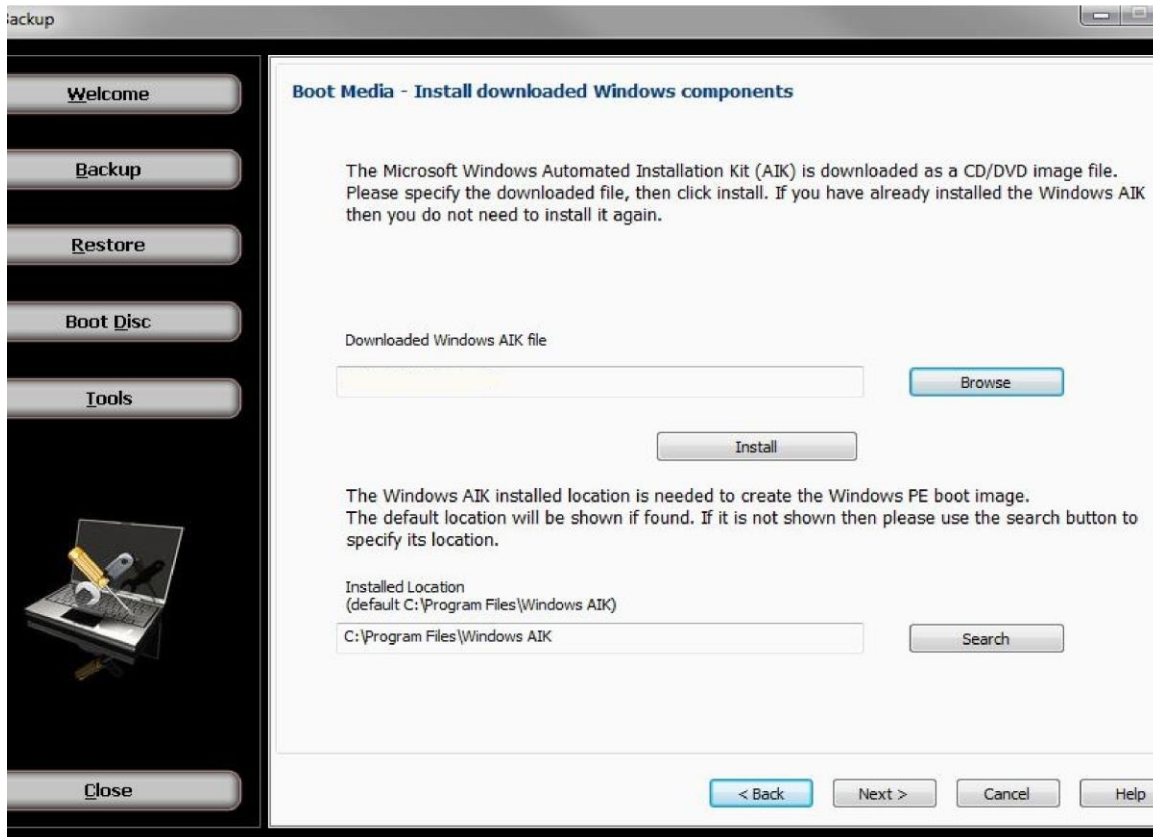 Backup
Welcome
Backup
Restore
Boot Disc
Tools
Close
Boot Media - Install downloaded Windows components
The Microsoft Windows Automated Installation Kit (AIK) is downloaded as a CD/DVD image file.
Please specify the downloaded file, then click install. If you have already installed the Windows AIK
then you do not need to install it again.
Downloaded Windows AIK file
Browse
Install
The Windows AIK installed location is needed to create the Windows PE boot image.
The default location will be shown if found. If it is not shown then please use the search button to
specify its location.
Installed Location
(default C:\Program Files\Windows AIK)
C:\Program Files\Windows AIK
Search
< Back
Next >
Cancel
Help